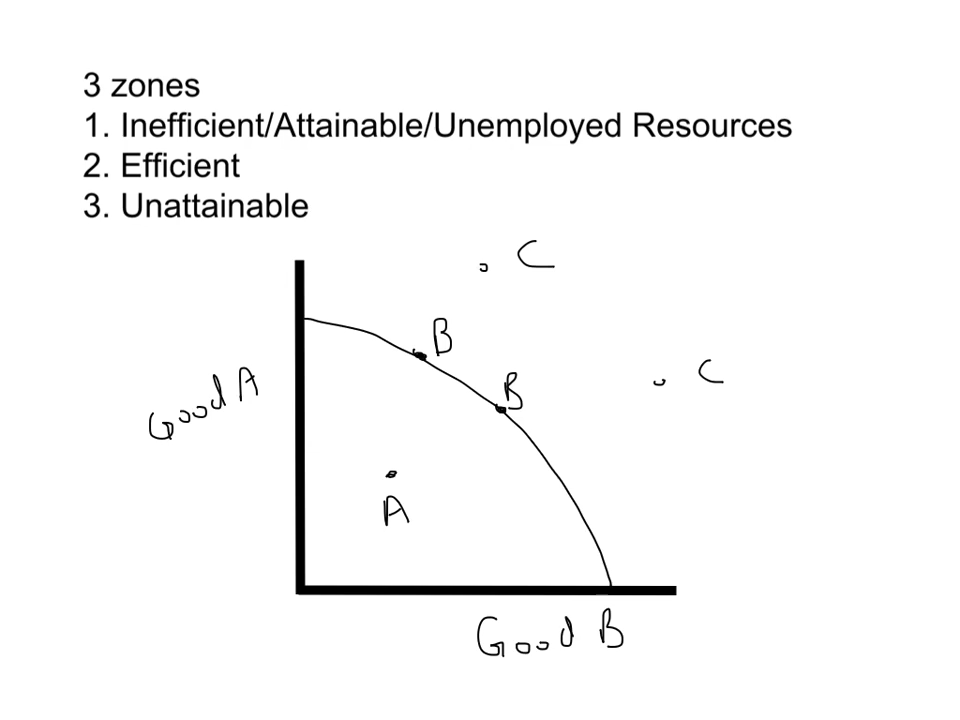 3 zones
1. Inefficient/Attainable/Unemployed Resources
2. Efficient
3. Unattainable
C
B
C
Good A
B
A
Good B